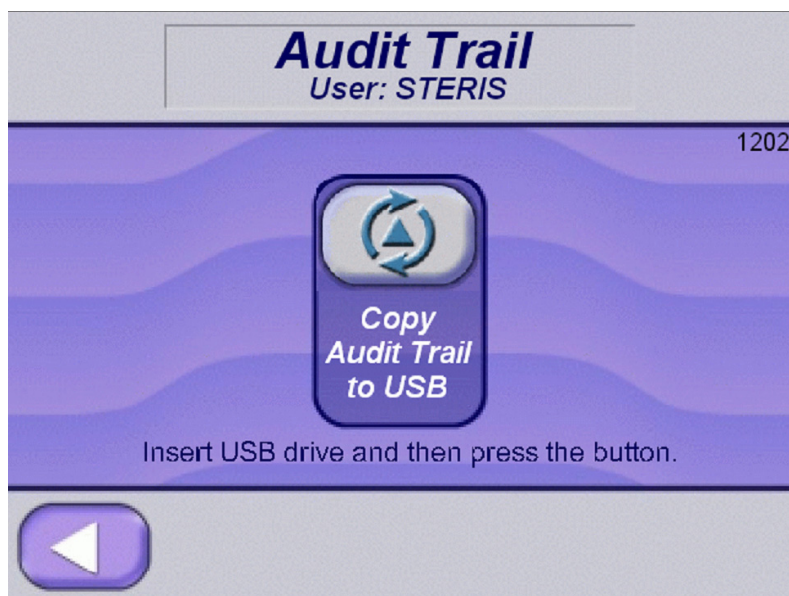 Audit Trail
User: STERIS
1202
Copy
Audit Trail
to USB
Insert USB drive and then press the button.